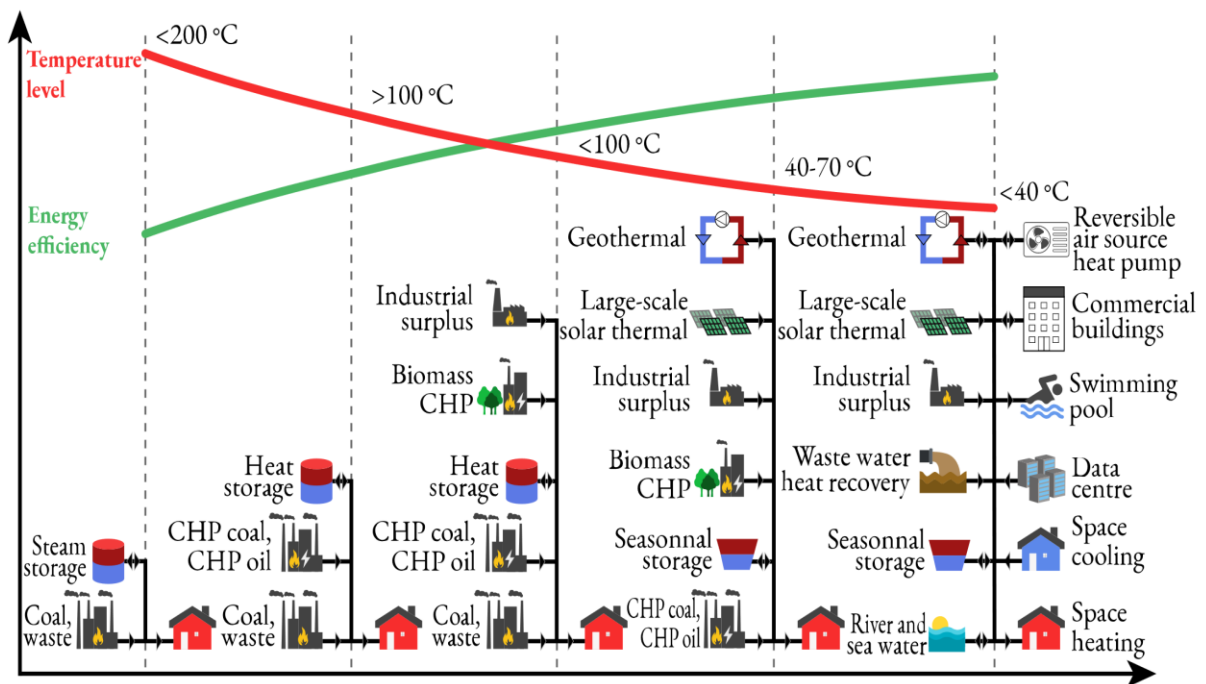 Temperature
level
<200 °C
>100 °C
<100 °C
40-70 °C
<40 °C
Energy
efficiency
Steam
storage
Coal,
waste
Heat
storage
CHP coal,
CHP oil
Coal,
waste
Industrial
surplus
Biomass
CHP
Heat
storage
CHP coal,
CHP oil
Coal,
waste
Geothermal
Large-scale
solar thermal
Industrial
surplus
Biomass
CHP
Seasonnal
storage
CHP coal,
CHP oil
Geothermal
Large-scale
solar thermal
Industrial
surplus
Waste water
heat recovery
Seasonnal
storage
River and
sea water
Reversible
air source
heat pump
Commercial
buildings
Swimming
pool
Data
centre
Space
cooling
Space
heating